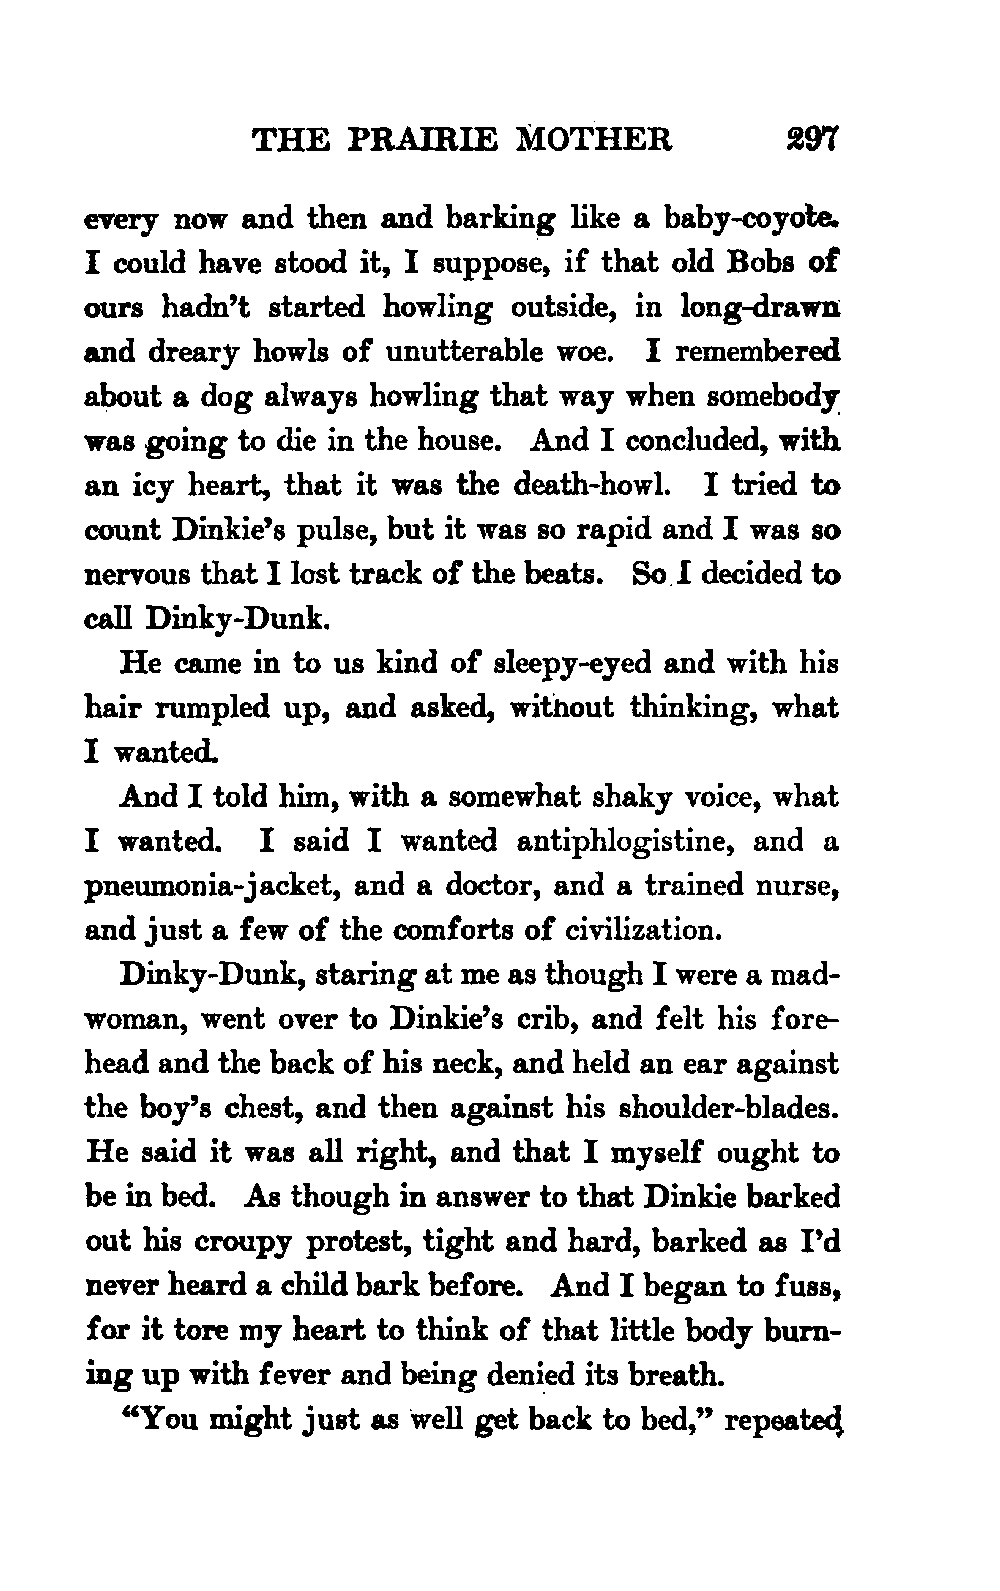 THE PRAIRIE MOTHER 297
every now and then and barking like a baby-coyote.
I could have stood it, I suppose, if that old Bobs of
ours hadn't started howling outside, in long-drawn
and dreary howls of unutterable woe. I remembered
about a dog always howling that way when somebody
was going to die in the house. And I concluded, with
an icy heart, that it was the death-howl. I tried to
count Dinkie's pulse, but it was so rapid and I was so
nervous that I lost track of the beats. So I decided to
call Dinky-Dunk.
He came in to us kind of sleepy-eyed and with his
hair rumpled up, and asked, without thinking, what
I wanted.
And I told him, with a somewhat shaky voice, what
I wanted. I said I wanted antiphlogistine, and a
pneumonia-jacket, and a doctor, and a trained nurse,
and just a few of the comforts of civilization.
Dinky-Dunk, staring at me as though I were a mad-
woman, went over to Dinkie's crib, and felt his fore-
head and the back of his neck, and held an ear against
the boy's chest, and then against his shoulder-blades.
He said it was all right, and that I myself ought to
be in bed. As though in answer to that Dinkie barked
out his croupy protest, tight and hard, barked as I'd
never heard a child bark before. And I began to fuss,
for it tore my heart to think of that little body burn-
ing up with fever and being denied its breath.
"You might just as well get back to bed," repeated